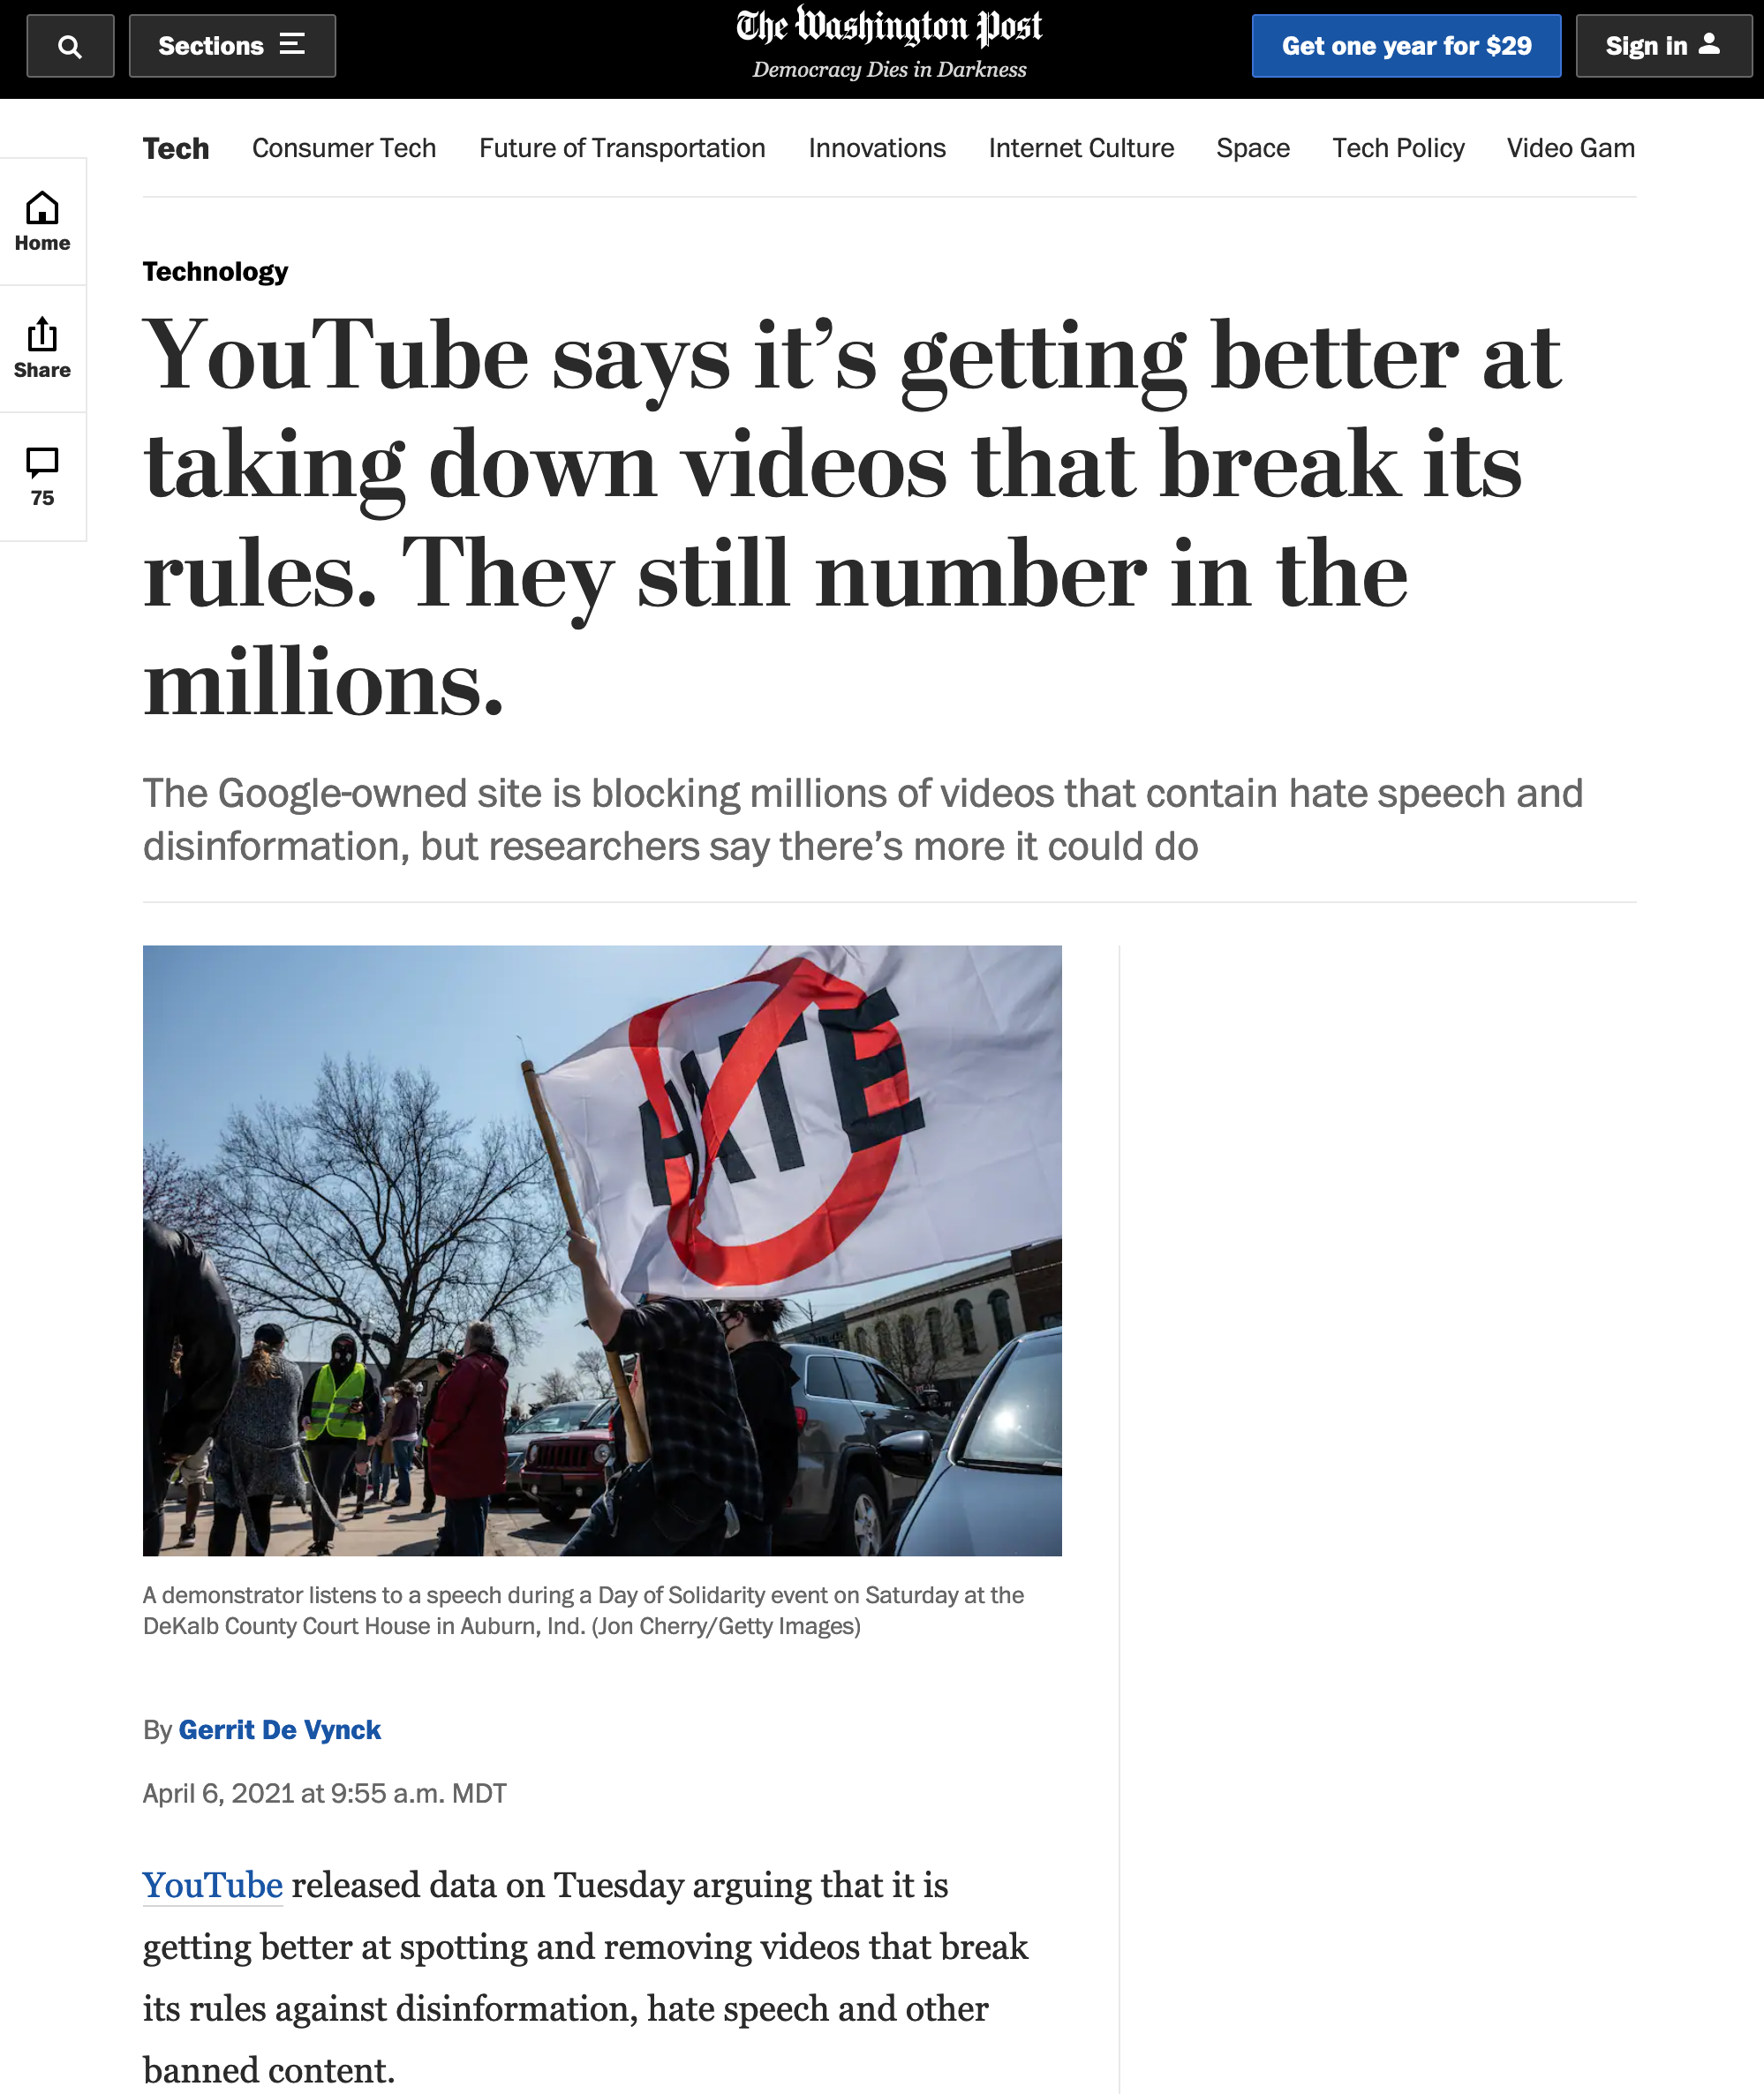 Sections
The Washington Post
Democracy Dies in Darkness
Get one year for $29
Sign in
Tech Consumer Tech Future of Transportation Innovations Internet Culture Space Tech Policy Video Gam
Home
Share
75
Technology
YouTube says it’s getting better at
taking down videos that break its
rules. They still number in the
millions.
The Google-owned site is blocking millions of videos that contain hate speech and
disinformation, but researchers say there’s more it could do
HATE
A demonstrator listens to a speech during a Day of Solidarity event on Saturday at the
DeKalb County Court House in Auburn, Ind. (Jon Cherry/Getty Images)
By Gerrit De Vynck
April 6, 2021 at 9:55 a.m. MDT
YouTube released data on Tuesday arguing that it is
getting better at spotting and removing videos that break
its rules against disinformation, hate speech and other
banned content.